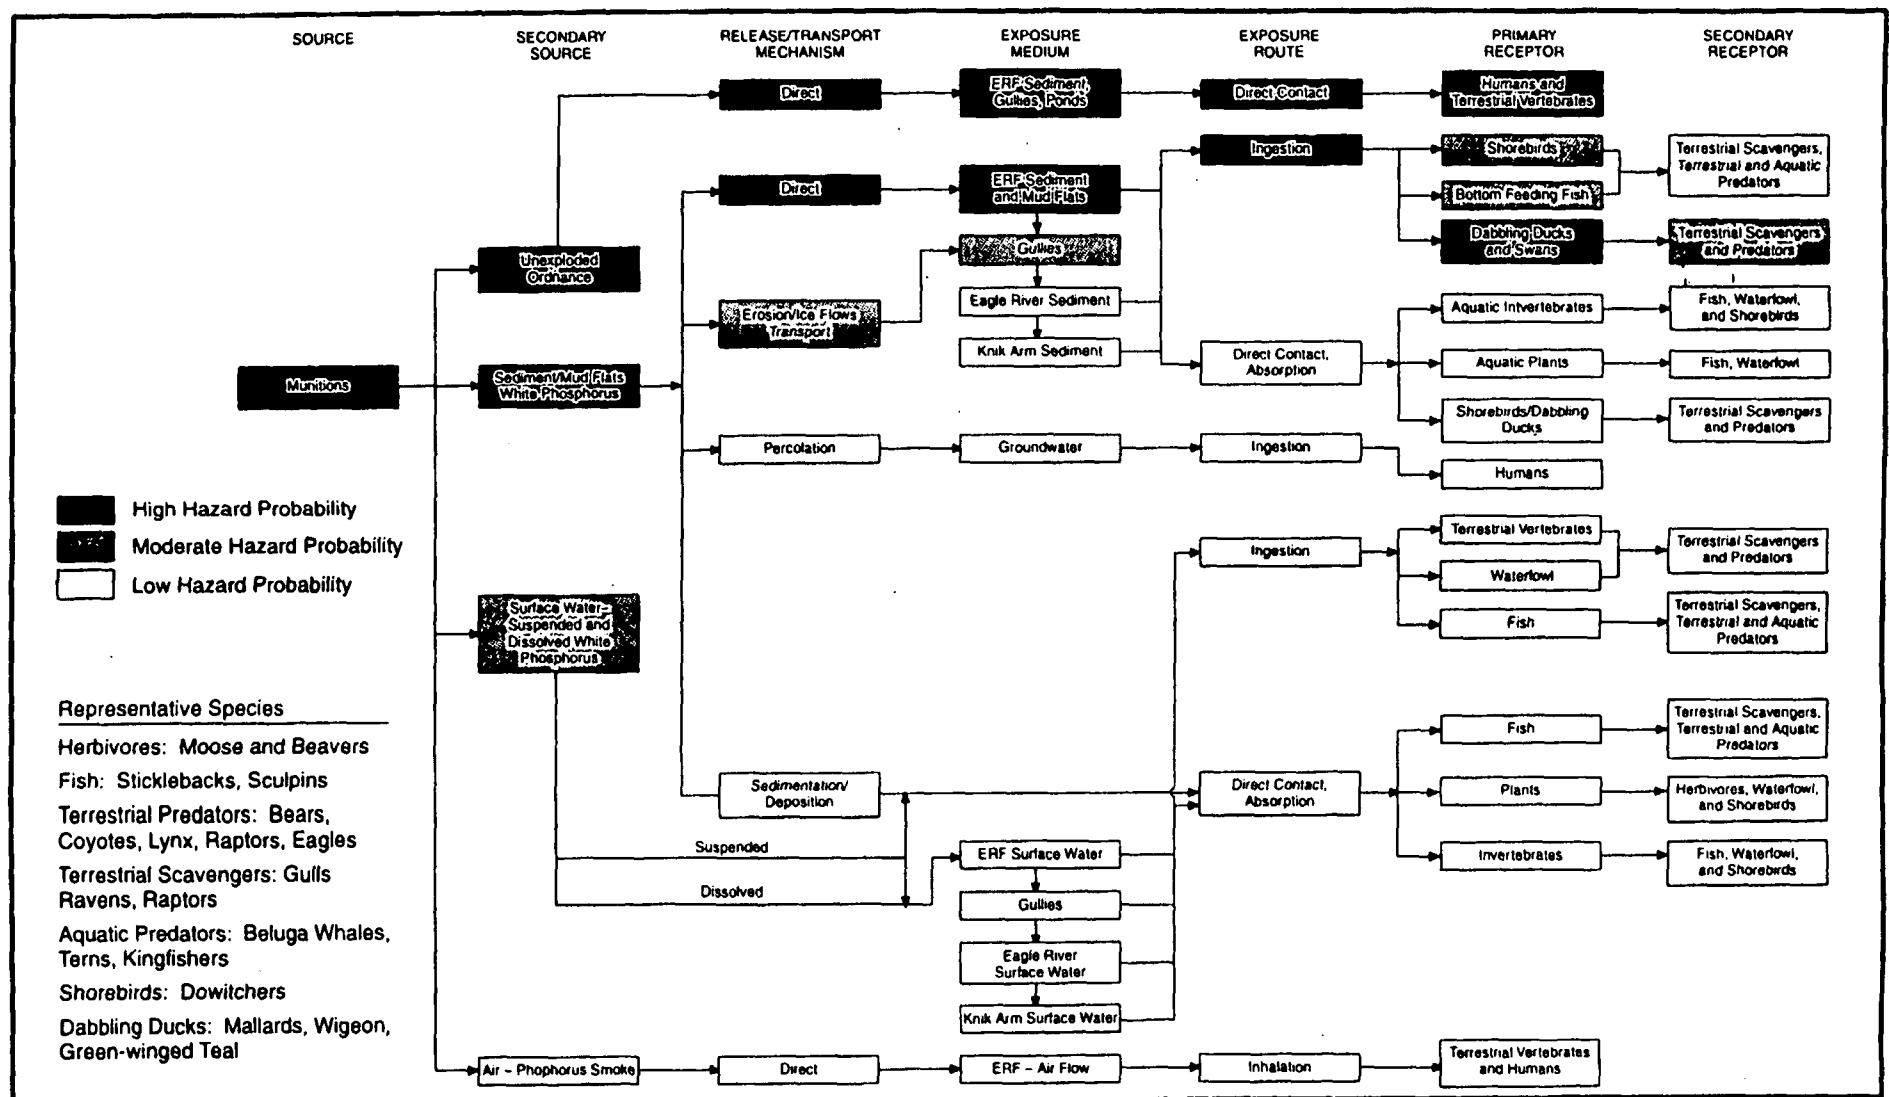 SOURCE
SECONDARY
SOURCE
RELEASE/TRANSPORT
MECHANISM
EXPOSURE
MEDIUM
EXPOSURE
ROUTE
PRIMARY
RECEPTOR
SECONDARY
RECEPTOR
Direct
ERF Sediment,
Gullies, Ponds
Direct Contact
Humans and
Terrestrial Vertebrates
Ingestion
Shorebirds
Terrestrial Scavengers,
Terrestrial and Aquatic
Predators
Direct
ERF Sediment
and Mud Flats
Bottom Feeding Fish
Unexploded
Ordnance
Gullies
Dabbling Ducks
and Swans
Terrestrial Scavengers
and Predators
Erosion/Ice Flows
Transport
Eagle River Sediment
Aquatic Intvertebrates
Fish, Waterfowl,
and Shorebirds
Knik Arm Sediment
Direct Contact,
Absorption
Aquatic Plants
Fish, Waterfowl
Munitions
Sediment/Mud Flats
White Phosphorus
Shorebirds/Dabbling
Ducks
Terrestrial Scavengers
and Predators
Percolation
Groundwater
Ingestion
Humans
High Hazard Probability
Moderate Hazard Probability
Low Hazard Probability
Ingestion
Terrestrial Vertebrates
Waterfowl
Terrestrial Scavengers
and Predators
Fish
Terrestrial Scavengers,
Terrestrial and Aquatic
Predators
Surface Water–
Suspended and
Dissolved White
Phosphorus
Representative Species
Herbivores: Moose and Beavers
Fish: Sticklebacks, Sculpins
Terrestrial Predators: Bears,
Coyotes, Lynx, Raptors, Eagles
Terrestrial Scavengers: Gulls
Ravens, Raptors
Aquatic Predators: Beluga Whales,
Terns, Kingfishers
Shorebirds: Dowitchers
Dabbling Ducks: Mallards, Wigeon,
Green-winged Teal
Sedimentation/
Deposition
Direct Contact,
Absorption
Fish
Terrestrial Scavengers,
Terrestrial and Aquatic
Predators
Plants
Herbivores, Waterfowl,
and Shorebirds
Invertebrates
Fish, Waterfowl,
and Shorebirds
Suspended
Dissolved
ERF Surface Water
Gullies
Eagle River
Surface Water
Knik Arm Surface Water
Air – Phophorus Smoke
Direct
ERF – Air Flow
Inhalation
Terrestrial Vertebrates
and Humans